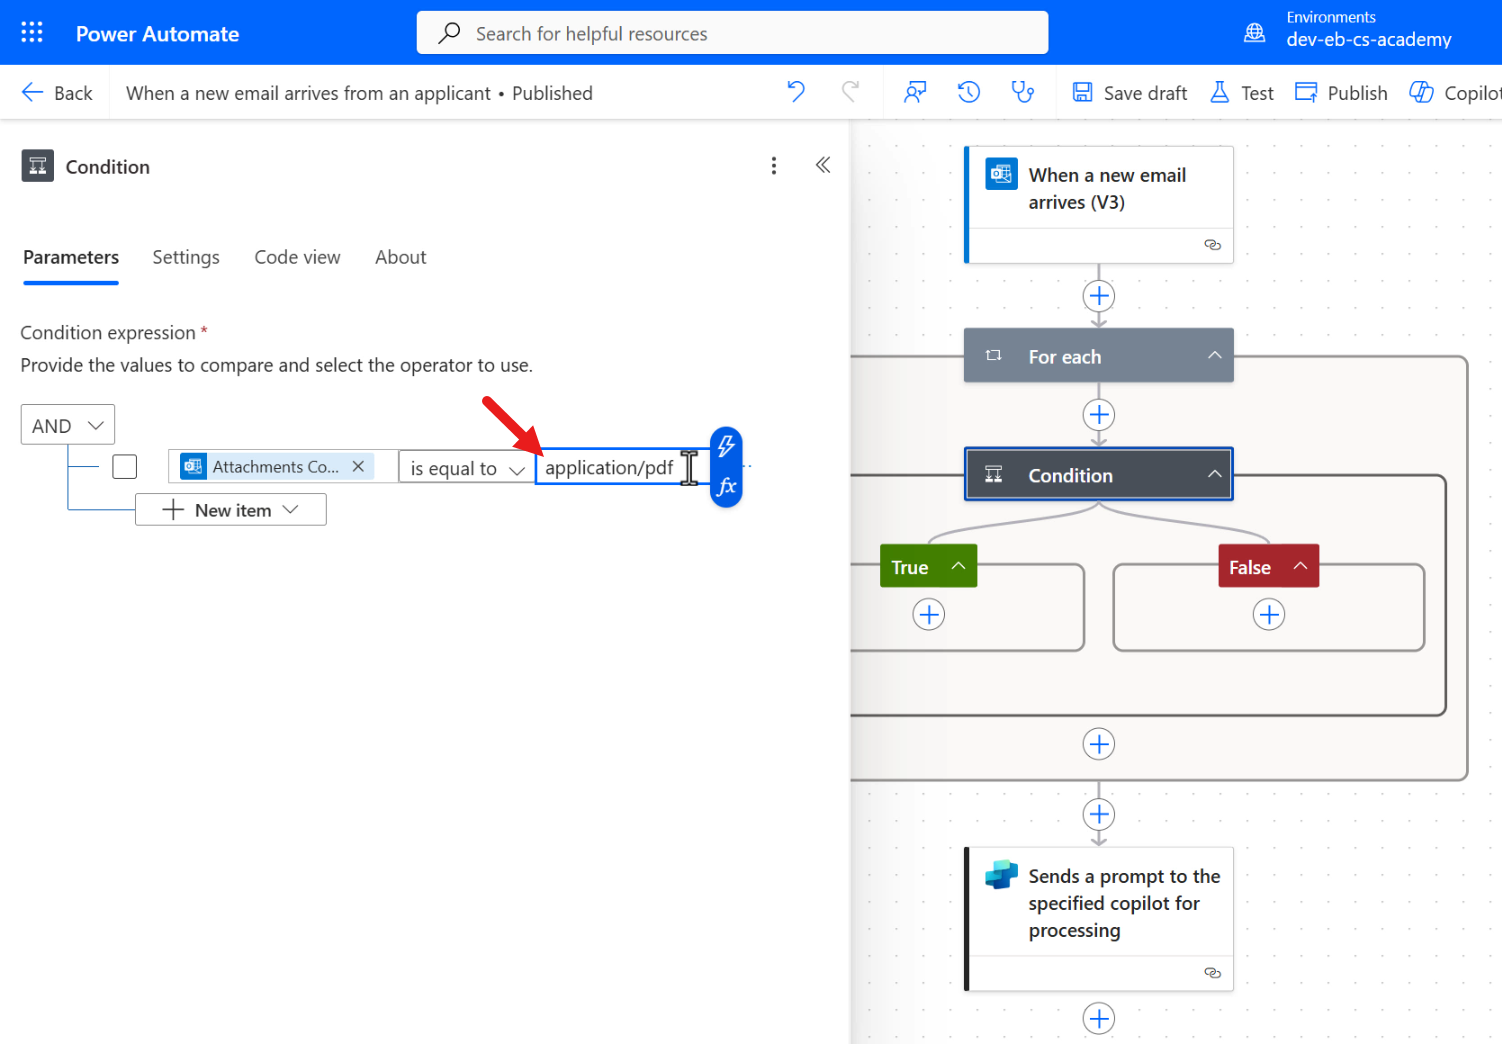 Power Automate
Search for helpful resources
Environments
dev-eb-cs-academy
Back
When a new email arrives from an applicant • Published
Save draft
Test
Publish
Copilot
Condition
Parameters
Settings
Code view
About
Condition expression *
Provide the values to compare and select the operator to use.
AND
Attachments Co...
is equal to
application/pdf
fx
New item
When a new email
arrives (V3)
For each
Condition
True
False
Sends a prompt to the
specified copilot for
processing